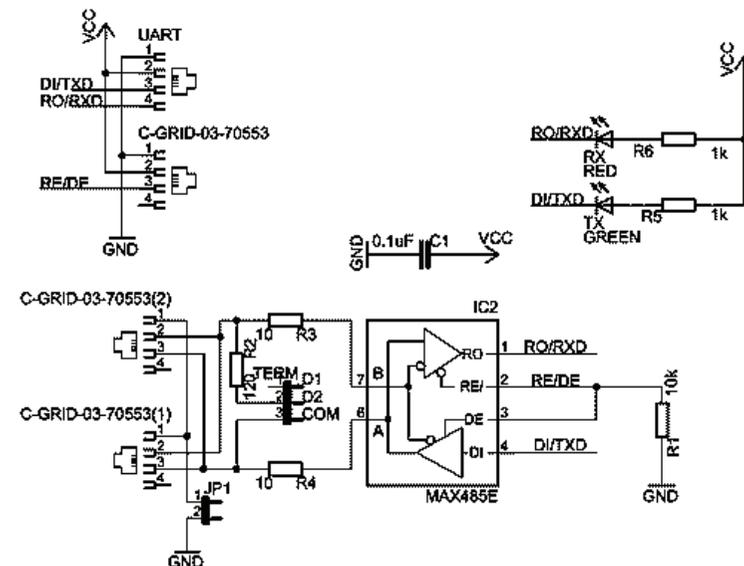 VCC
UART
1
2
DI/TXD 3
RO/RXD 4
C-GRID-03-70553
1
2
RE/DE 3
4
GND
VCC
RO/RXD
RX
RED
R6
1k
DI/TXD
TX
GREEN
R5
1k
GND
0.1uF C1
VCC
C-GRID-03-70553(2)
1
2
3
4
C-GRID-03-70553(1)
1
2
3
4
JP1
1
2
GND
10 R3
R2
120
TERM
1 D1
2 D2
3 COM
10 R4
IC2
7 B
6 A
RO 1 RO/RXD
RE/ 2 RE/DE
DE 3
DI 4 DI/TXD
MAX485E
10k
R1
GND